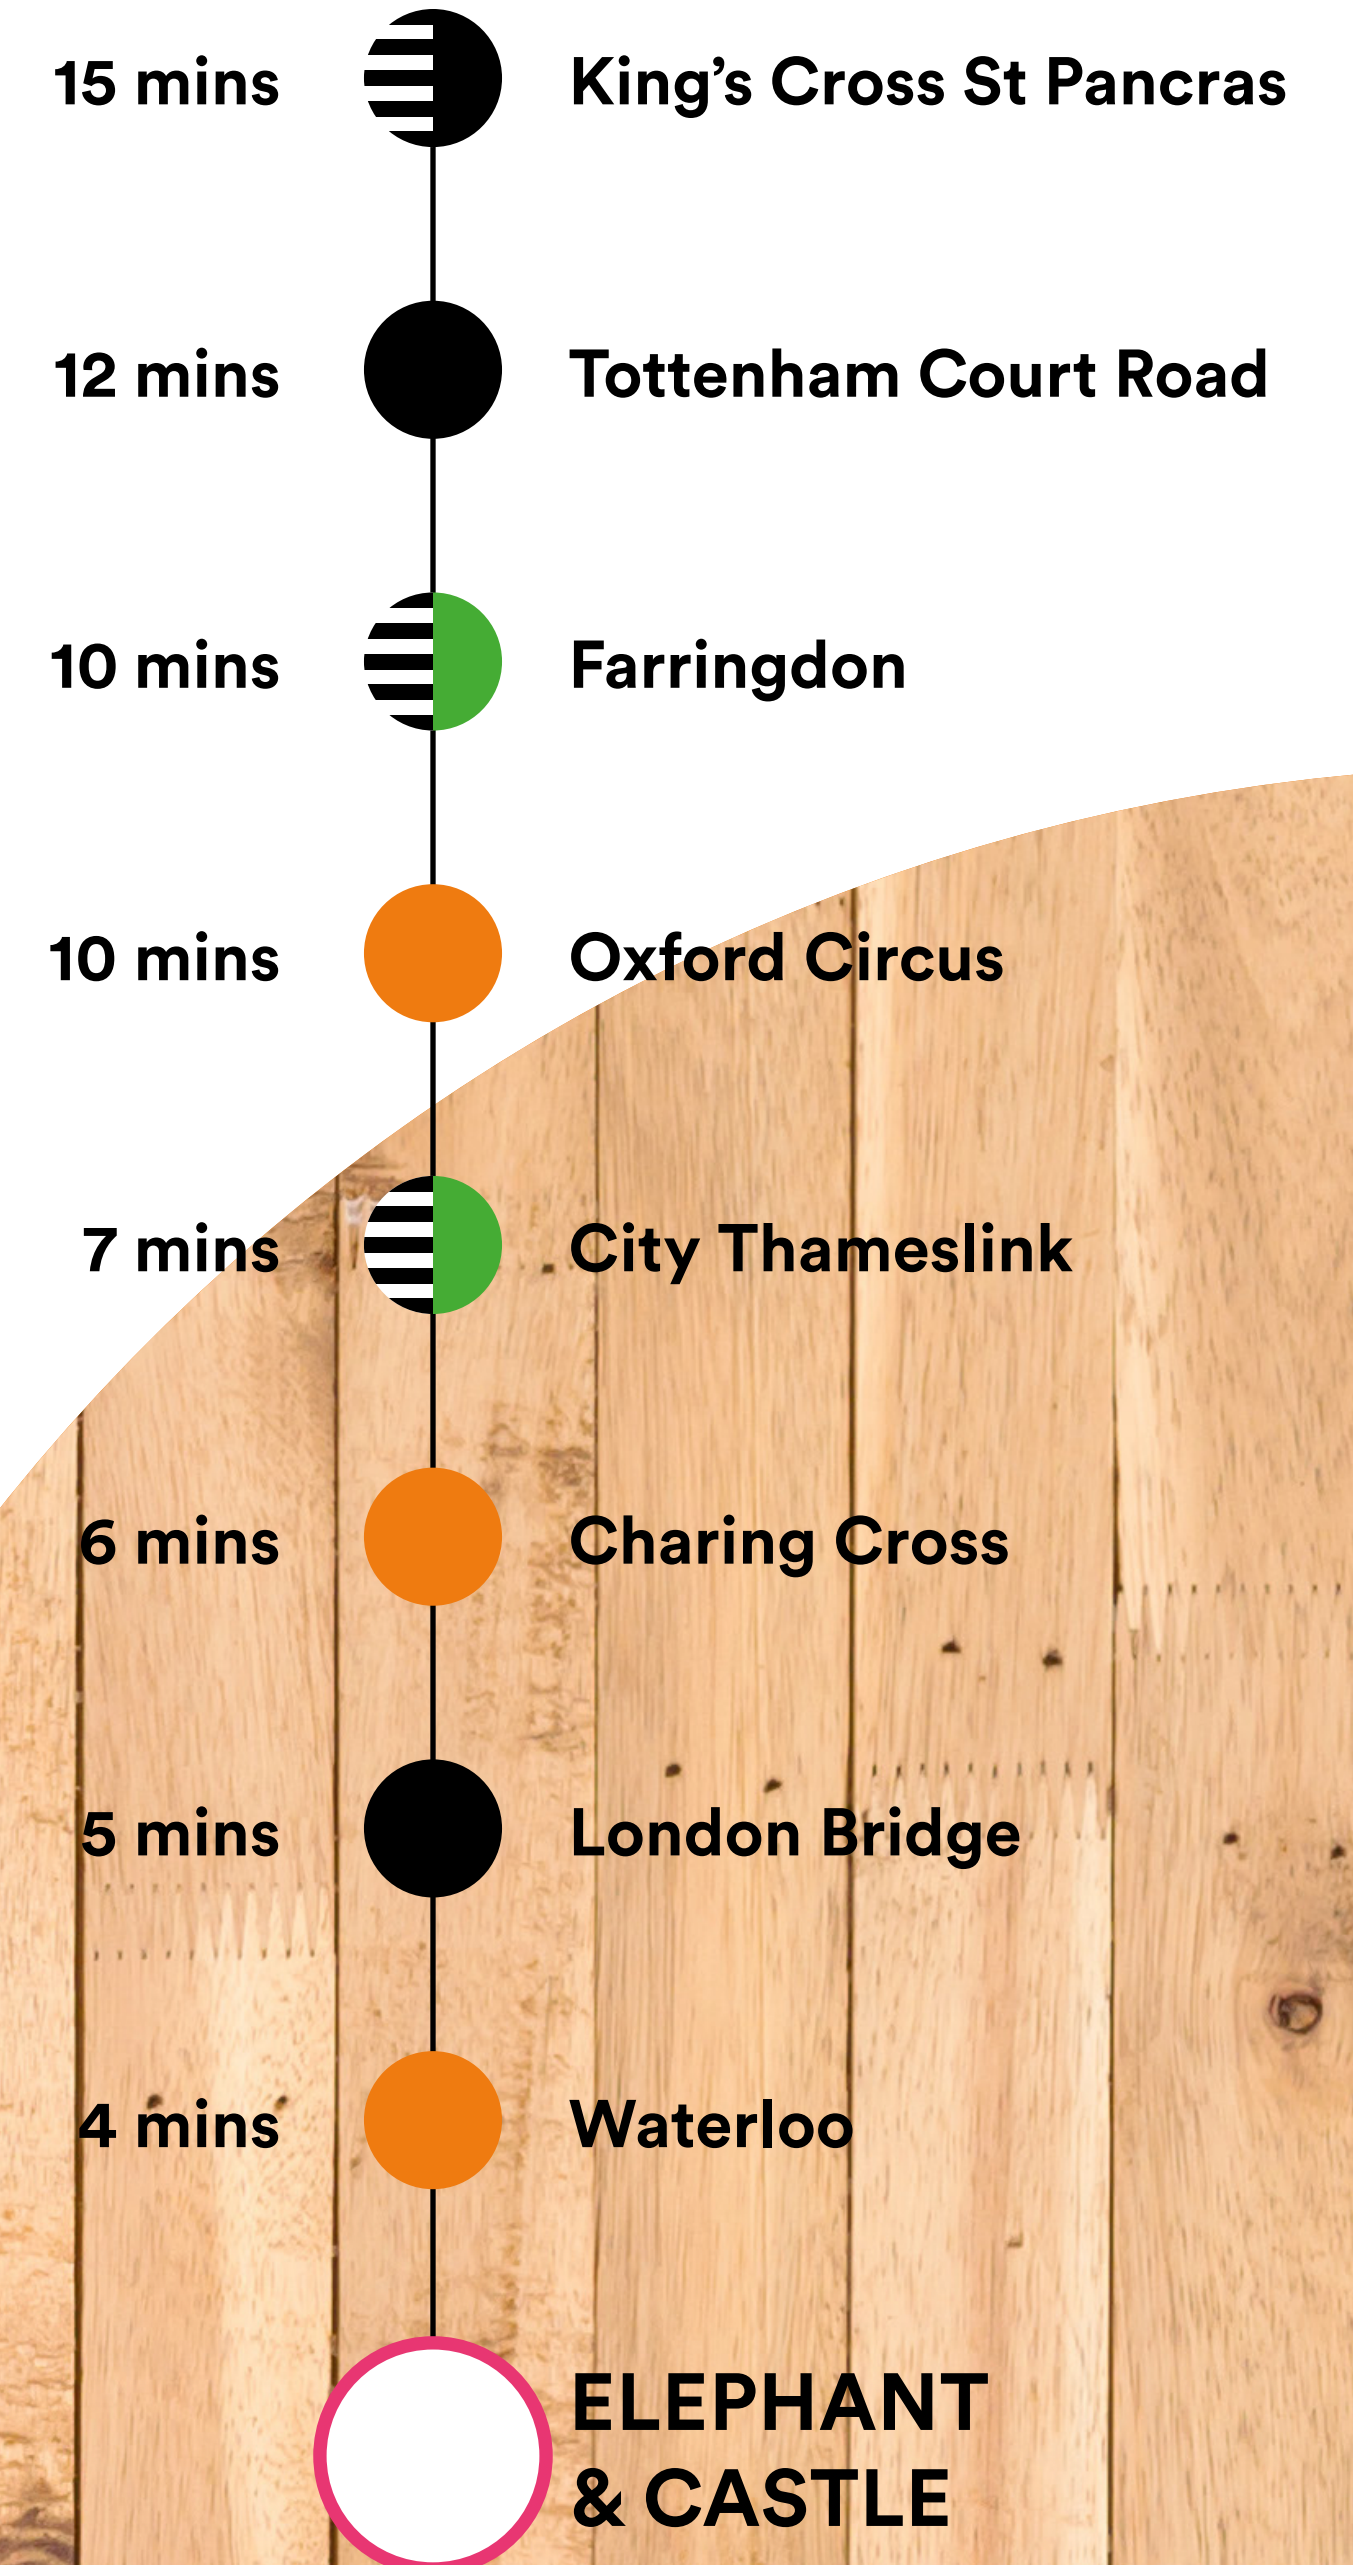 15 mins King’s Cross St Pancras
12 mins Tottenham Court Road
10 mins Farringdon
10 mins Oxford Circus
7 mins City Thameslink
6 mins Charing Cross
5 mins London Bridge
4 mins Waterloo
ELEPHANT
& CASTLE